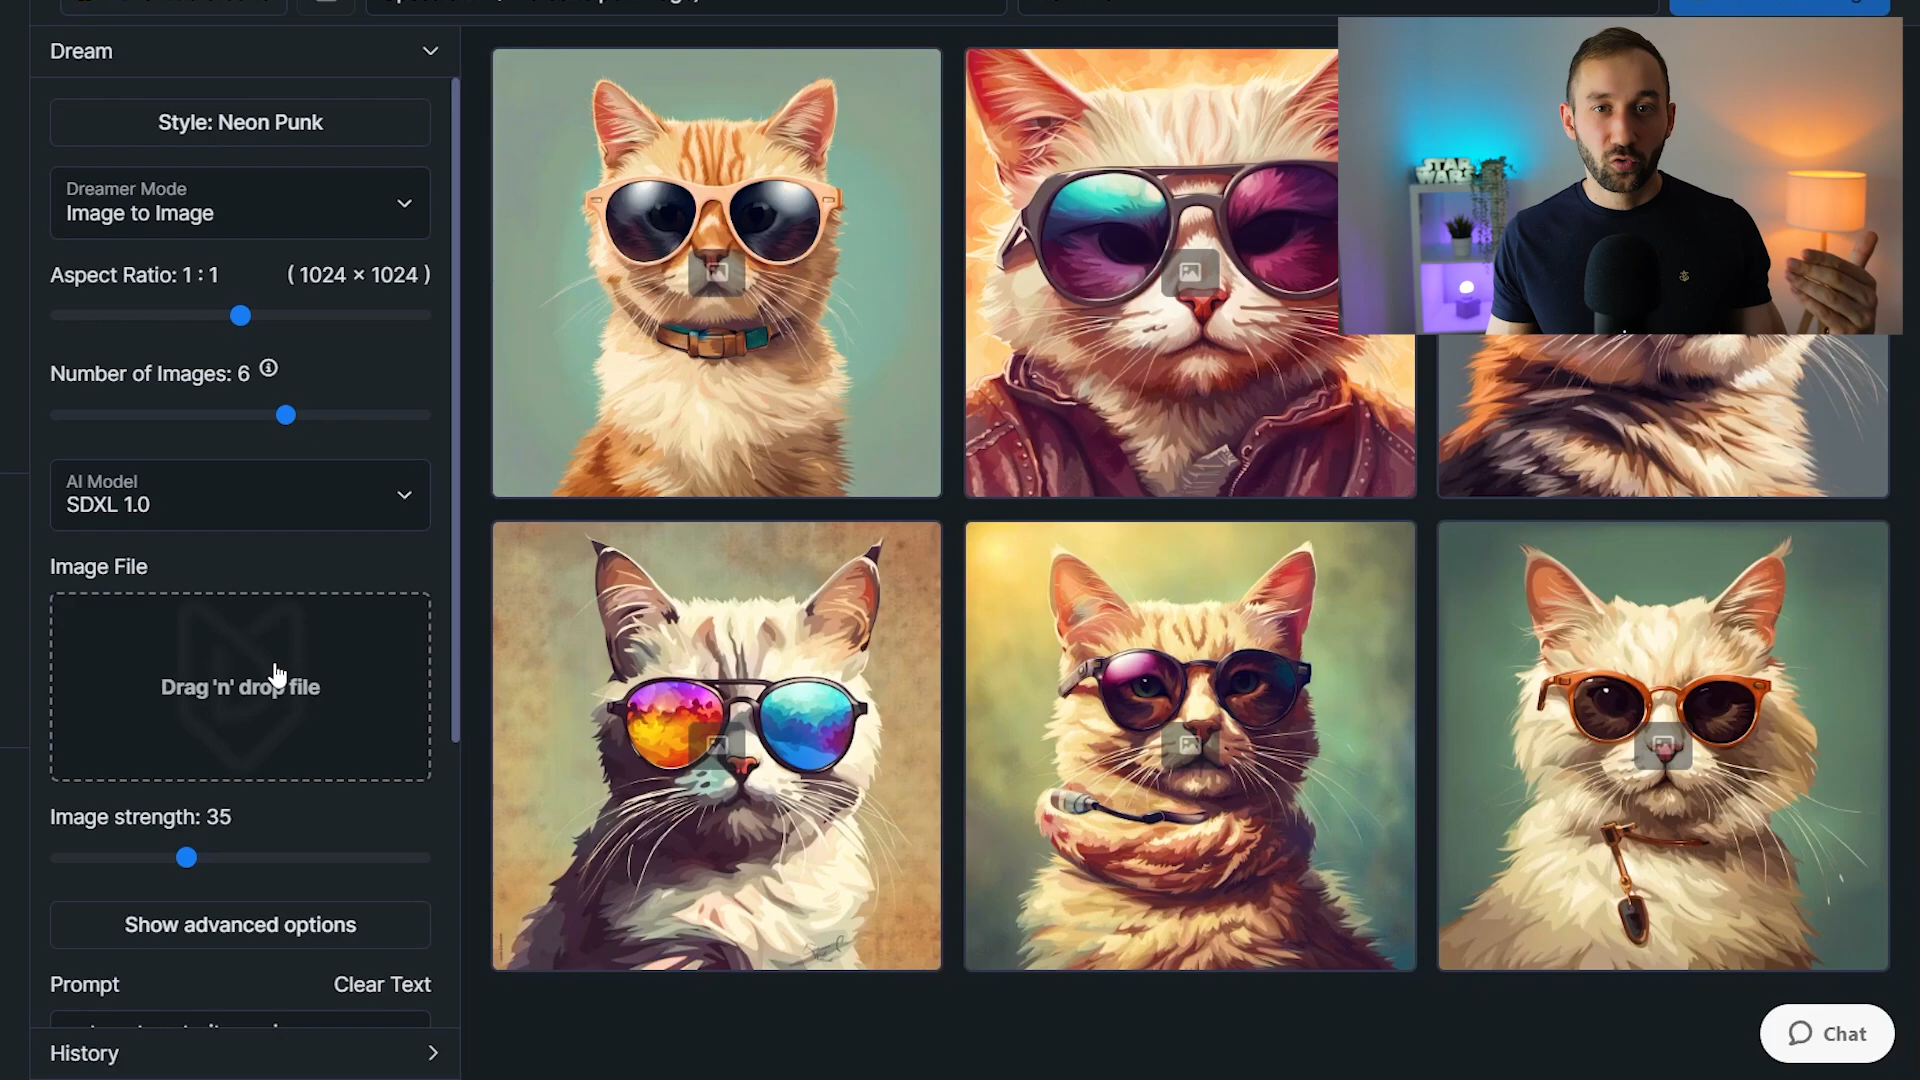 Dream
Style: Neon Punk
Dreamer Mode
Image to Image
Aspect Ratio: 1 : 1 ( 1024 × 1024 )
Number of Images: 6
AI Model
SDXL 1.0
Image File
Drag 'n' drop file
Image strength: 35
Show advanced options
Prompt Clear Text
History
STAR
WARS
Chat